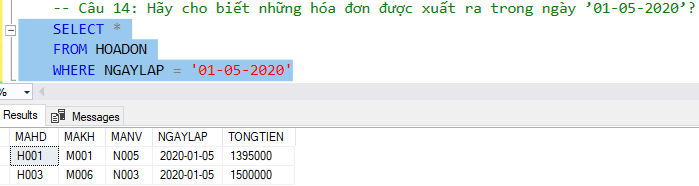 -- Câu 14: Hãy cho biết những hóa đơn được xuất ra trong ngày ’01-05-2020’?
SELECT *
FROM HOADON
WHERE NGAYLAP = '01-05-2020'
%
Results Messages
MAHD MAKH MANV NGAYLAP TONGTIEN
H001 M001 N005 2020-01-05 1395000
H003 M006 N003 2020-01-05 1500000